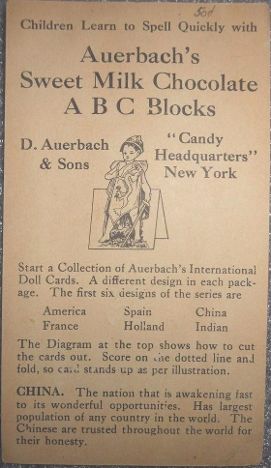 50¢
Children Learn to Spell Quickly with
Auerbach's
Sweet Milk Chocolate
A B C Blocks
D. Auerbach
& Sons
"Candy
Headquarters"
New York
Start a Collection of Auerbach's International
Doll Cards. A different design in each pack-
age. The first six designs of the series are
America Spain China
France Holland Indian
The Diagram at the top shows how to cut
the cards out. Score on the dotted line and
fold, so card stands up as per illustration.
CHINA. The nation that is awakening fast
to its wonderful opportunities. Has largest
population of any country in the world. The
Chinese are trusted throughout the world for
their honesty.